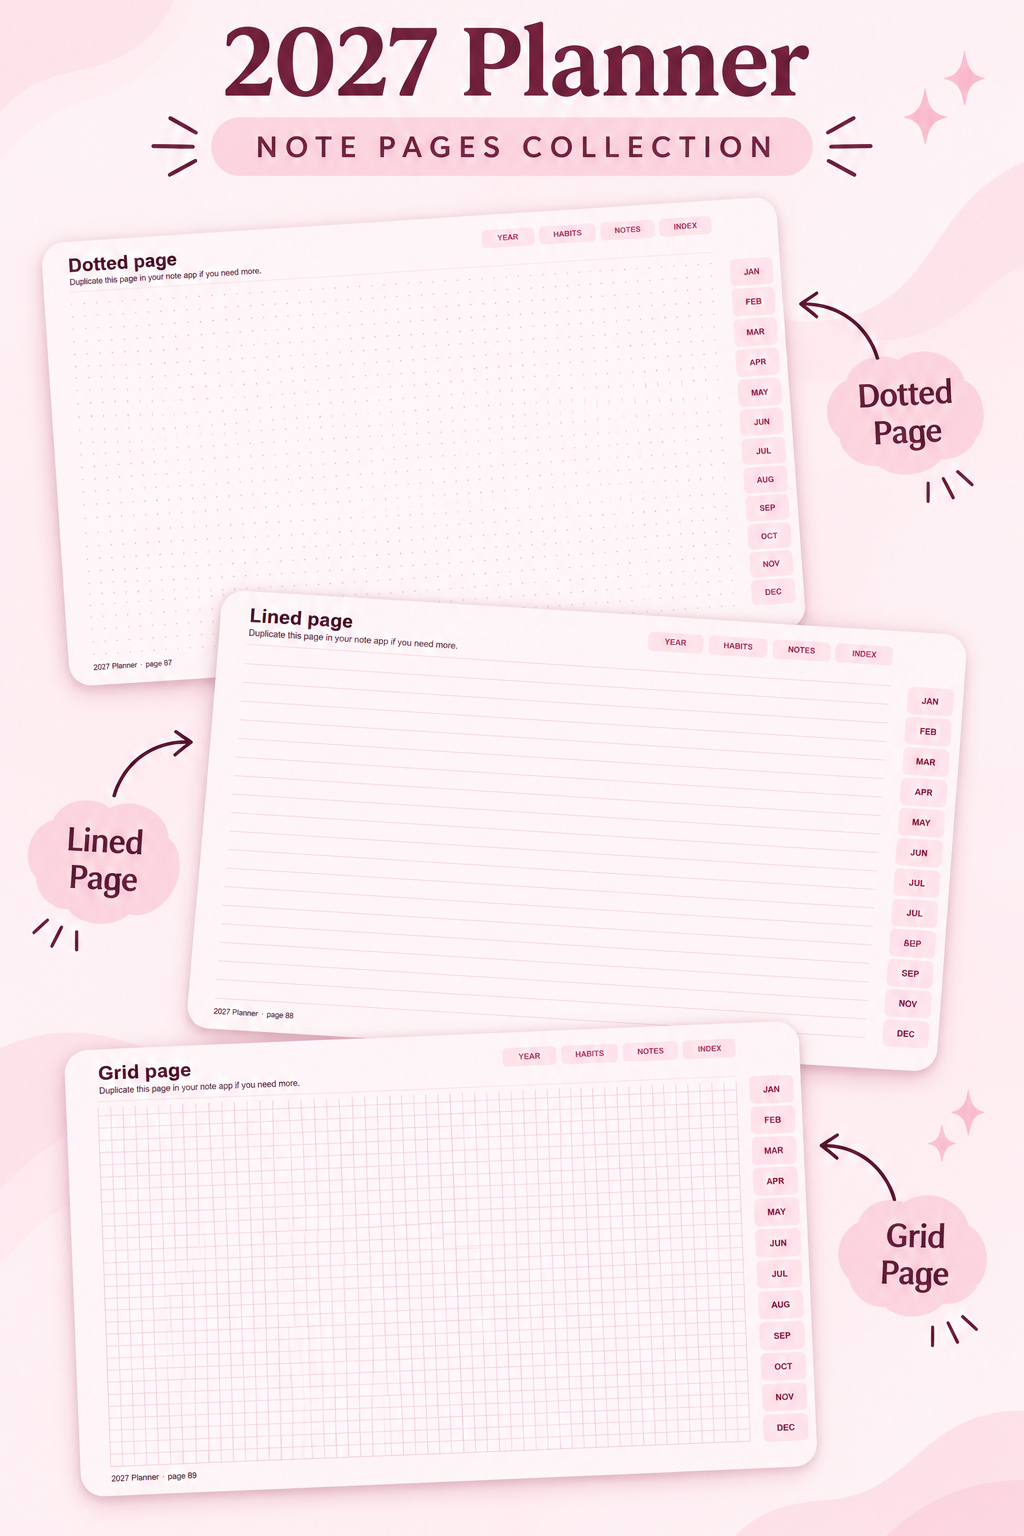 2027 Planner
NOTE PAGES COLLECTION
Dotted page
Duplicate this page in your note app if you need more.
YEAR HABITS NOTES INDEX
JAN
FEB
MAR
APR
MAY
JUN
JUL
AUG
SEP
OCT
NOV
DEC
2027 Planner · page 87
Dotted
Page
Lined page
Duplicate this page in your note app if you need more.
YEAR HABITS NOTES INDEX
JAN
FEB
MAR
APR
MAY
JUN
JUL
JUL
SEP
SEP
NOV
DEC
2027 Planner · page 88
Lined
Page
Grid page
Duplicate this page in your note app if you need more.
YEAR HABITS NOTES INDEX
JAN
FEB
MAR
APR
MAY
JUN
JUL
AUG
SEP
OCT
NOV
DEC
2027 Planner · page 89
Grid
Page